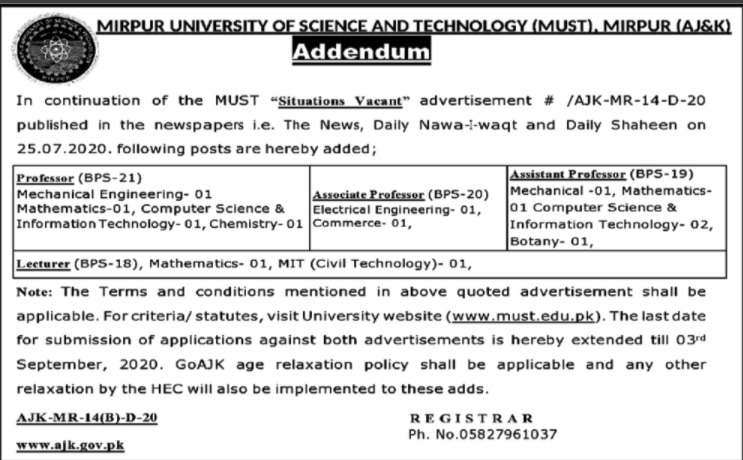 MIRPUR UNIVERSITY OF SCIENCE AND TECHNOLOGY (MUST), MIRPUR (AJ&K)
Addendum
In continuation of the MUST "Situations Vacant" advertisement # /AJK-MR-14-D-20
published in the newspapers i.e. The News, Daily Nawa-I-waqt and Daily Shaheen on
25.07.2020. following posts are hereby added;
Professor (BPS-21)
Mechanical Engineering- 01
Mathematics-01, Computer Science &
Information Technology- 01, Chemistry- 01
Associate Professor (BPS-20)
Electrical Engineering- 01,
Commerce- 01,
Assistant Professor (BPS-19)
Mechanical -01, Mathematics-
01 Computer Science &
Information Technology- 02,
Botany- 01,
Lecturer (BPS-18), Mathematics- 01, MIT (Civil Technology)- 01,
Note: The Terms and conditions mentioned in above quoted advertisement shall be
applicable. For criteria/ statutes, visit University website (www.must.edu.pk). The last date
for submission of applications against both advertisements is hereby extended till 03rd
September, 2020. GoAJK age relaxation policy shall be applicable and any other
relaxation by the HEC will also be implemented to these adds.
AJK-MR-14(B)-D-20
www.ajk.gov.pk
REGISTRAR
Ph. No.05827961037
MIRPUR